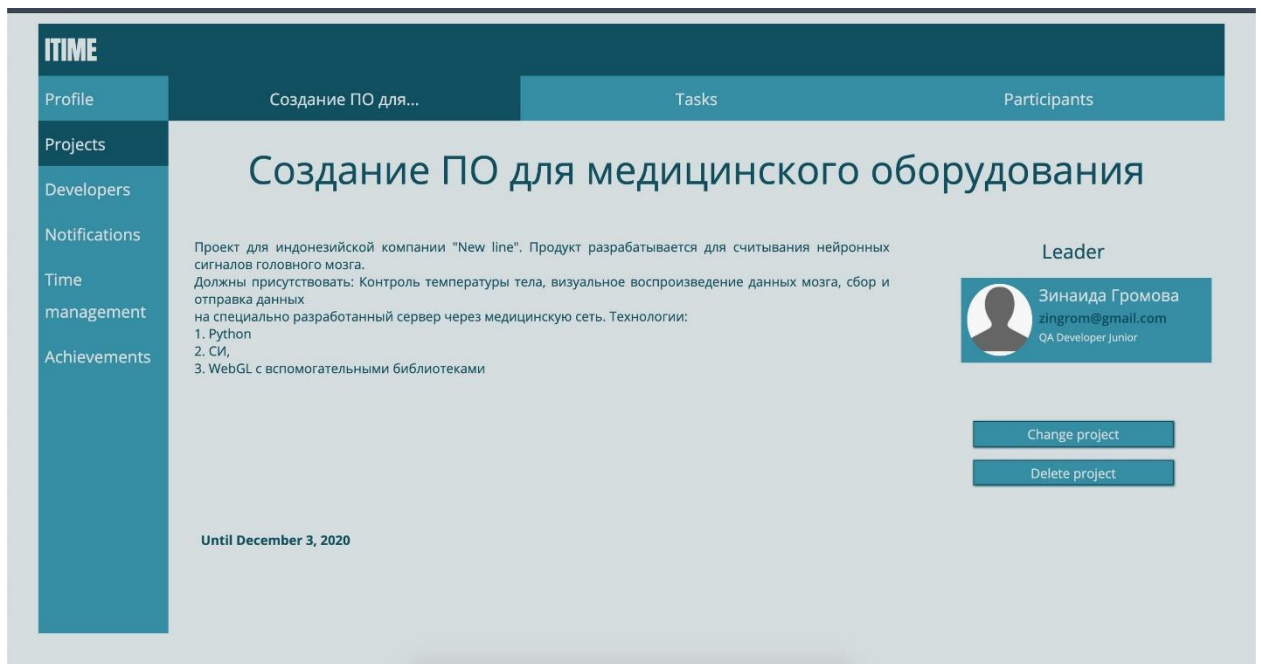 ITIME
Profile
Создание ПО для...
Tasks
Participants
Projects
Developers
Notifications
Time
management
Achievements
Создание ПО для медицинского оборудования
Проект для индонезийской компании "New line". Продукт разрабатывается для считывания нейронных
сигналов головного мозга.
Должны присутствовать: Контроль температуры тела, визуальное воспроизведение данных мозга, сбор и
отправка данных
на специально разработанный сервер через медицинскую сеть. Технологии:
1. Python
2. СИ,
3. WebGL с вспомогательными библиотеками
Until December 3, 2020
Leader
Зинаида Громова
zingrom@gmail.com
QA Developer Junior
Change project
Delete project